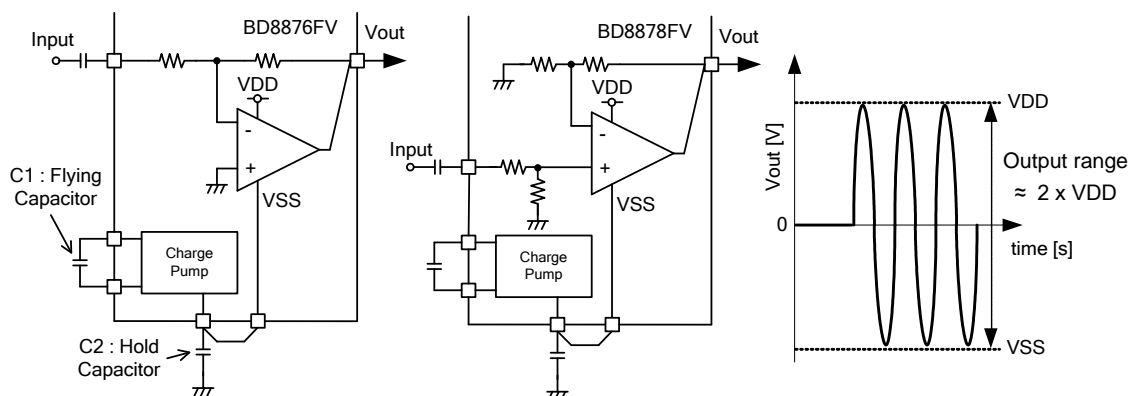 BD8876FV
Input
Vout
VDD
-
+
C1 : Flying
Capacitor
VSS
Charge
Pump
C2 : Hold
Capacitor
BD8878FV
Vout
VDD
-
Input
+
VSS
Charge
Pump
Vout [V]
VDD
Output range
≈ 2 x VDD
0
time [s]
VSS